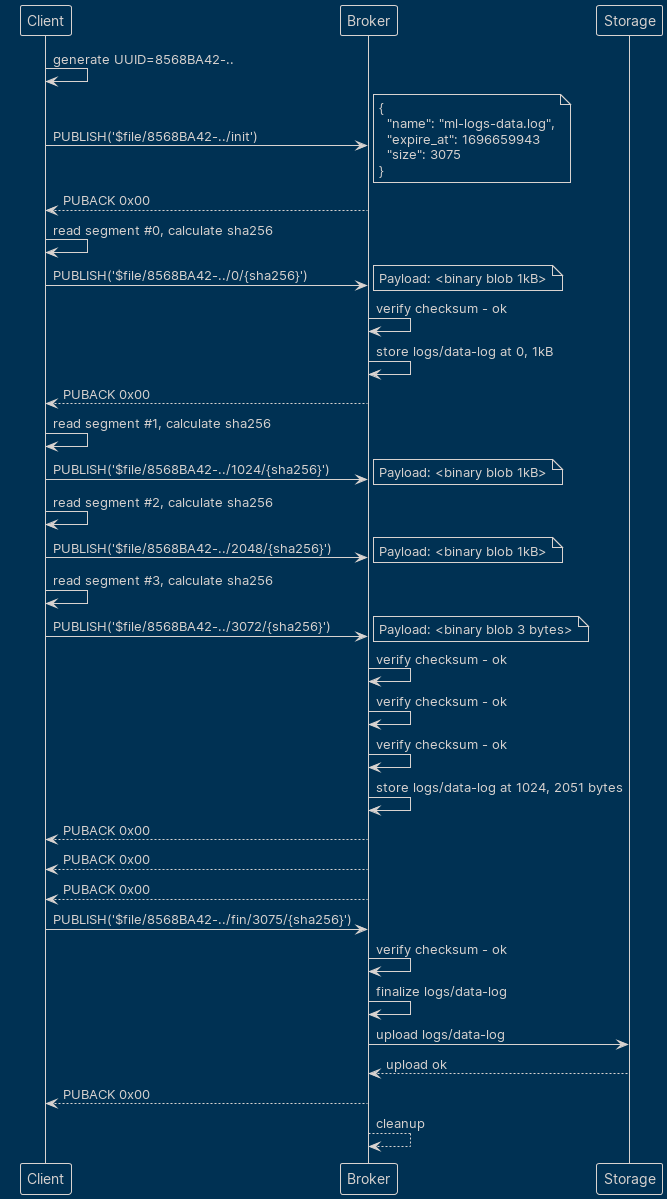 Client
Broker
Storage
generate UUID=8568BA42-..
{
"name": "ml-logs-data.log",
"expire_at": 1696659943
"size": 3075
}
PUBLISH('$file/8568BA42-../init')
PUBACK 0x00
read segment #0, calculate sha256
PUBLISH('$file/8568BA42-../0/{sha256}')
Payload: <binary blob 1kB>
verify checksum - ok
store logs/data-log at 0, 1kB
PUBACK 0x00
read segment #1, calculate sha256
PUBLISH('$file/8568BA42-../1024/{sha256}')
Payload: <binary blob 1kB>
read segment #2, calculate sha256
PUBLISH('$file/8568BA42-../2048/{sha256}')
Payload: <binary blob 1kB>
read segment #3, calculate sha256
PUBLISH('$file/8568BA42-../3072/{sha256}')
Payload: <binary blob 3 bytes>
verify checksum - ok
verify checksum - ok
verify checksum - ok
store logs/data-log at 1024, 2051 bytes
PUBACK 0x00
PUBACK 0x00
PUBACK 0x00
PUBLISH('$file/8568BA42-../fin/3075/{sha256}')
verify checksum - ok
finalize logs/data-log
upload logs/data-log
upload ok
PUBACK 0x00
cleanup
Client
Broker
Storage